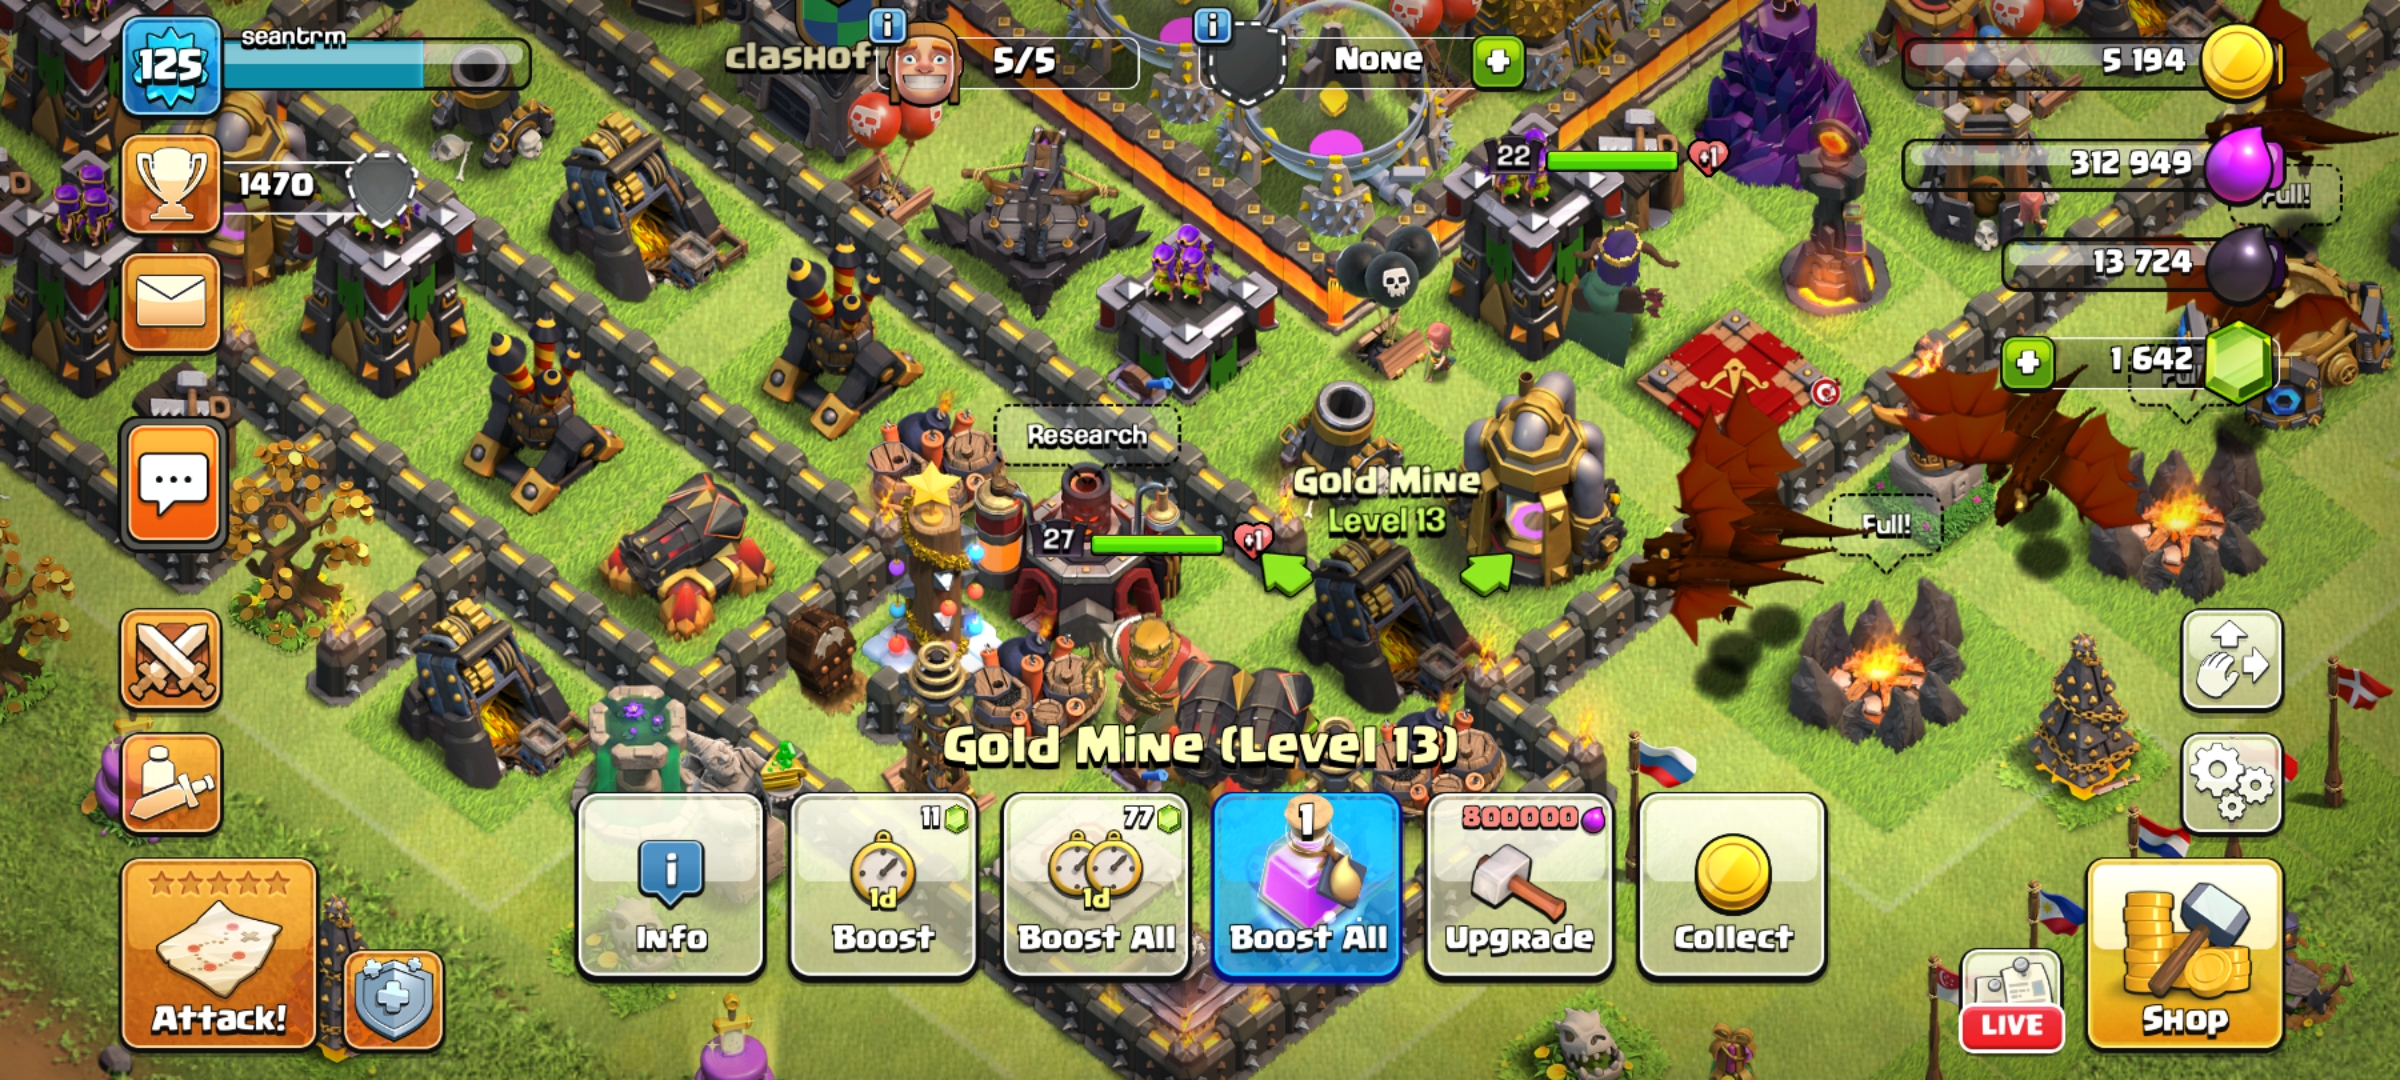 125
seantrm
clashof
5/5
None
5 194
1470
22
+1
312 949
Full!
13 724
1 642
Research
Gold Mine
Level 13
27
+1
Full!
Gold Mine (Level 13)
Info
11
1d
Boost
77
1d
Boost All
1
Boost All
800000
Upgrade
Collect
Attack!
LIVE
Shop